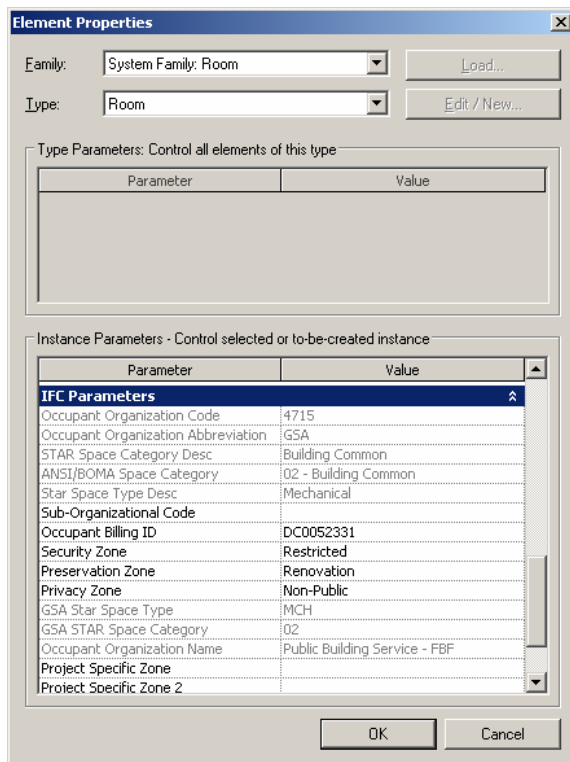 Element Properties
Family: System Family: Room Load...
Type: Room Edit / New...
Type Parameters: Control all elements of this type
Parameter Value
Instance Parameters - Control selected or to-be-created instance
Parameter Value
IFC Parameters
Occupant Organization Code 4715
Occupant Organization Abbreviation GSA
STAR Space Category Desc Building Common
ANSI/BOMA Space Category 02 - Building Common
Star Space Type Desc Mechanical
Sub-Organizational Code
Occupant Billing ID DC0052331
Security Zone Restricted
Preservation Zone Renovation
Privacy Zone Non-Public
GSA Star Space Type MCH
GSA STAR Space Category 02
Occupant Organization Name Public Building Service - FBF
Project Specific Zone
Project Specific Zone 2
OK Cancel